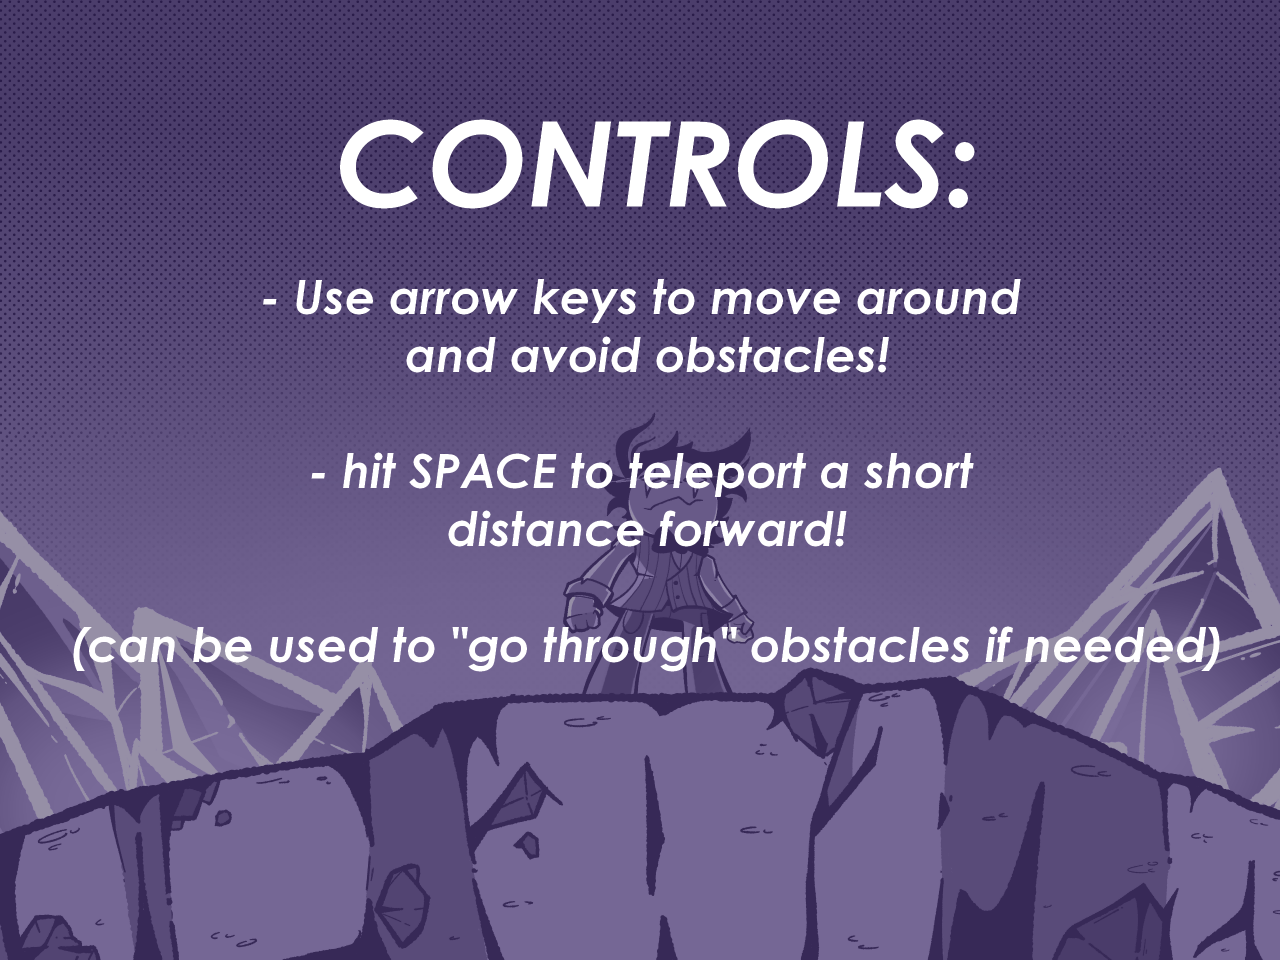 CONTROLS:
- Use arrow keys to move around
and avoid obstacles!
- hit SPACE to teleport a short
distance forward!
(can be used to "go through" obstacles if needed)